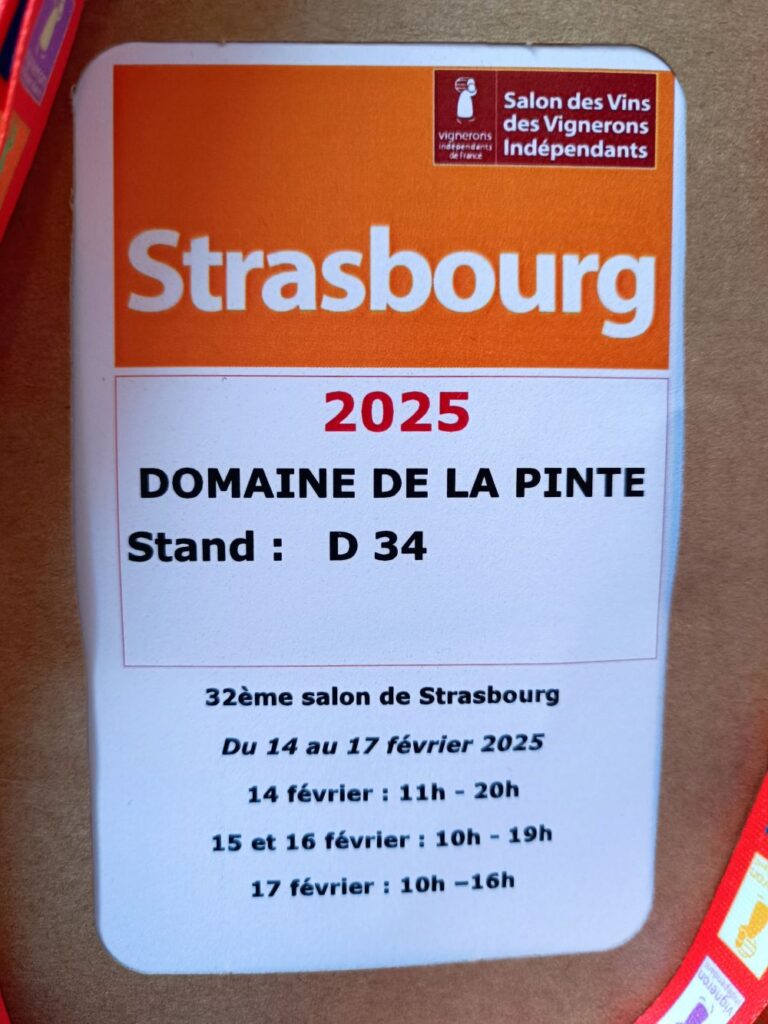 vignerons
indépendants
de France
Salon des Vins
des Vignerons
Indépendants
Strasbourg
2025
DOMAINE DE LA PINTE
Stand : D 34
32ème salon de Strasbourg
Du 14 au 17 février 2025
14 février : 11h - 20h
15 et 16 février : 10h - 19h
17 février : 10h –16h
vigneron
indépendant